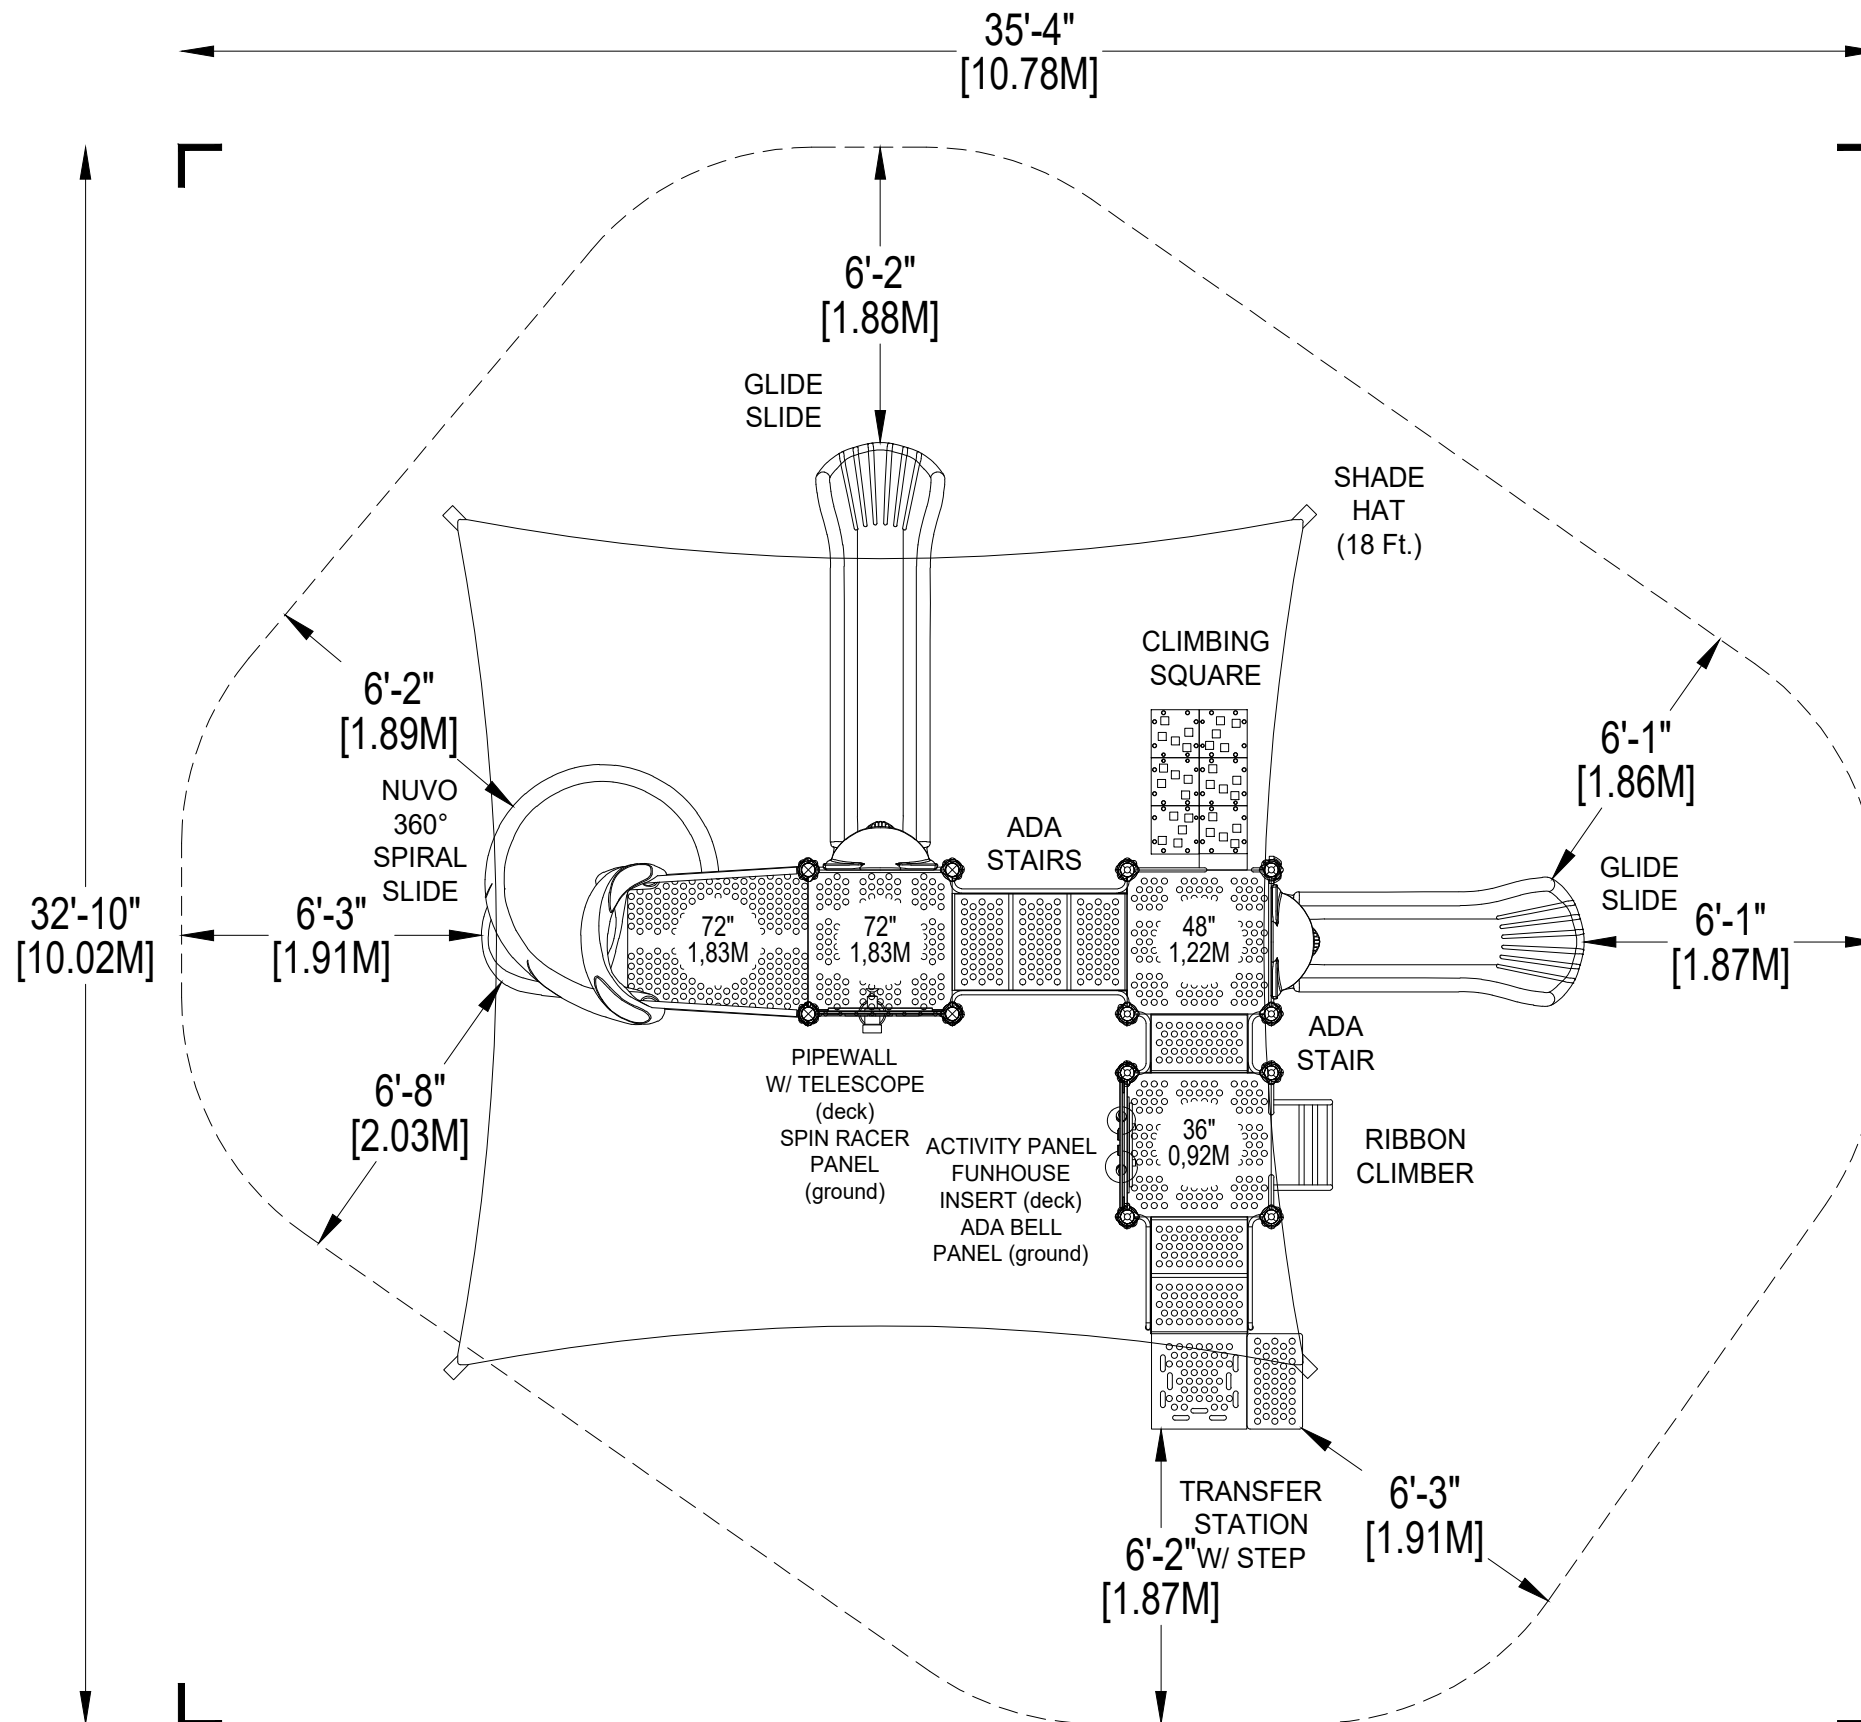 35'-4"
[10.78M]
6'-2"
[1.88M]
GLIDE
SLIDE
SHADE
HAT
(18 Ft.)
CLIMBING
SQUARE
6'-2"
[1.89M]
6'-1"
[1.86M]
NUVO
360°
SPIRAL
SLIDE
ADA
STAIRS
GLIDE
SLIDE
32'-10"
[10.02M]
6'-3"
[1.91M]
72"
1,83M
72"
1,83M
48"
1,22M
6'-1"
[1.87M]
ADA
STAIR
6'-8"
[2.03M]
PIPEWALL
W/ TELESCOPE
(deck)
SPIN RACER
PANEL
(ground)
ACTIVITY PANEL
FUNHOUSE
INSERT (deck)
ADA BELL
PANEL (ground)
36"
0,92M
RIBBON
CLIMBER
TRANSFER
STATION
W/ STEP
6'-2"
[1.87M]
6'-3"
[1.91M]